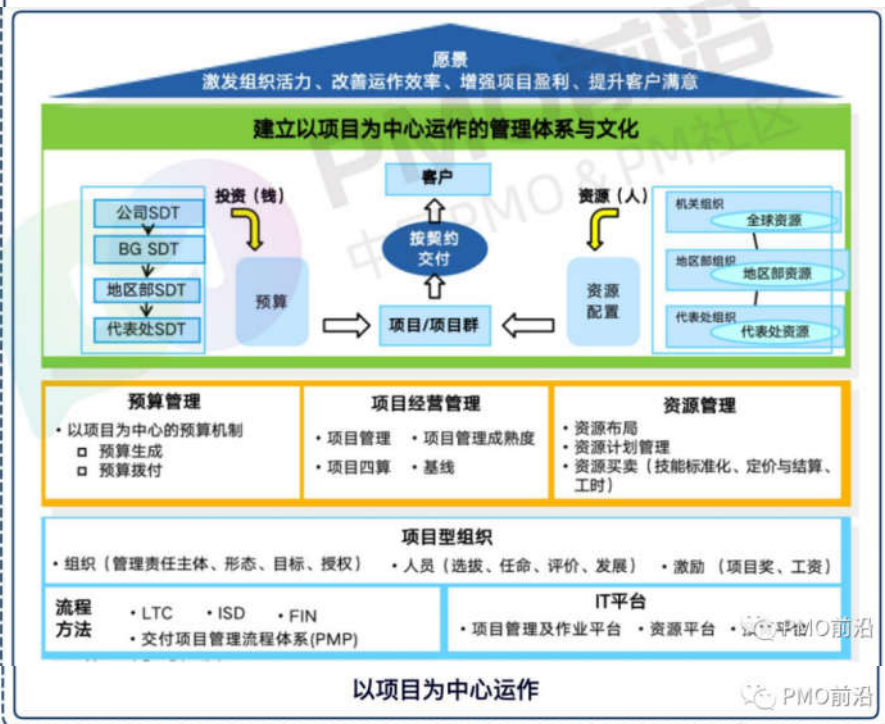 愿景
激发组织活力、改善运作效率、增强项目盈利、提升客户满意
建立以项目为中心运作的管理体系与文化
公司SDT
BG SDT
地区部SDT
代表处SDT
投资（钱）
预算
客户
按契约
交付
项目/项目群
资源（人）
资源
配置
机关组织
全球资源
地区部组织
地区部资源
代表处组织
代表处资源
预算管理
• 以项目为中心的预算机制
预算生成
预算拨付
项目经营管理
• 项目管理 • 项目管理成熟度
• 项目四算 • 基线
资源管理
• 资源布局
• 资源计划管理
• 资源买卖（技能标准化、定价与结算、
工时）
项目型组织
• 组织（管理责任主体、形态、目标、授权） • 人员（选拔、任命、评价、发展） • 激励（项目奖、工资）
流程
方法
• LTC • ISD • FIN
• 交付项目管理流程体系(PMP)
IT平台
• 项目管理及作业平台 • 资源平台
PMO前沿
以项目为中心运作
PMO前沿
PMO前沿
PMO & PM社区